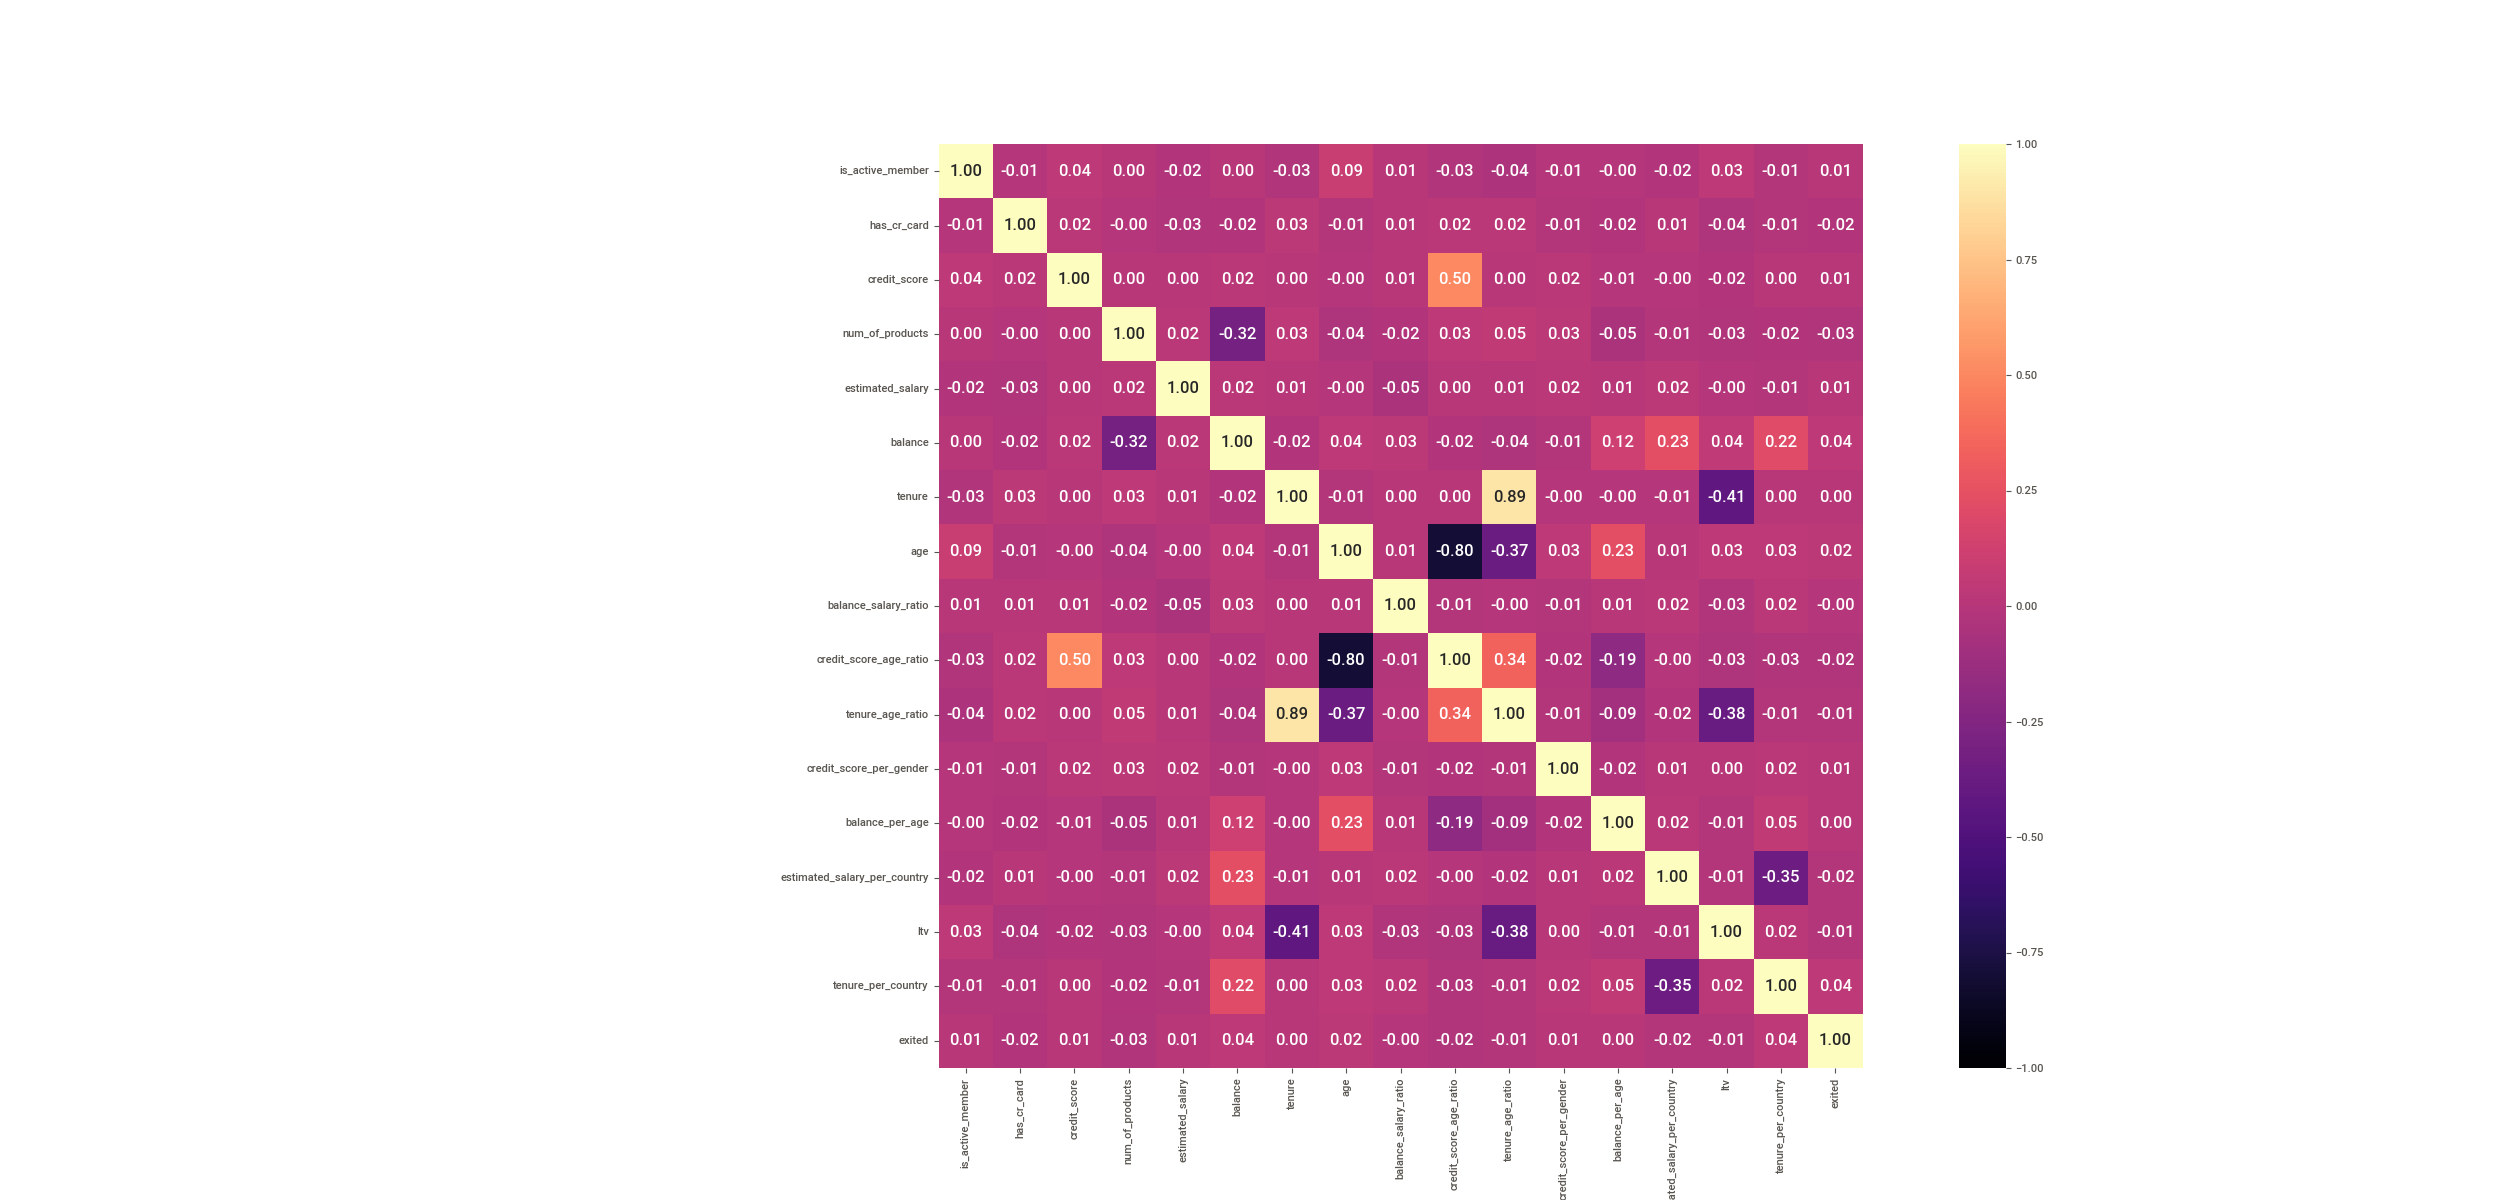 is_active_member 1.00 -0.01 0.04 0.00 -0.02 0.00 -0.03 0.09 0.01 -0.03 -0.04 -0.01 -0.00 -0.02 0.03 -0.01 0.01
has_cr_card -0.01 1.00 0.02 -0.00 -0.03 -0.02 0.03 -0.01 0.01 0.02 0.02 -0.01 -0.02 0.01 -0.04 -0.01 -0.02
credit_score 0.04 0.02 1.00 0.00 0.00 0.02 0.00 -0.00 0.01 0.50 0.00 0.02 -0.01 -0.00 -0.02 0.00 0.01
num_of_products 0.00 -0.00 0.00 1.00 0.02 -0.32 0.03 -0.04 -0.02 0.03 0.05 0.03 -0.05 -0.01 -0.03 -0.02 -0.03
estimated_salary -0.02 -0.03 0.00 0.02 1.00 0.02 0.01 -0.00 -0.05 0.00 0.01 0.02 0.01 0.02 -0.00 -0.01 0.01
balance 0.00 -0.02 0.02 -0.32 0.02 1.00 -0.02 0.04 0.03 -0.02 -0.04 -0.01 0.12 0.23 0.04 0.22 0.04
tenure -0.03 0.03 0.00 0.03 0.01 -0.02 1.00 -0.01 0.00 0.00 0.89 -0.00 -0.00 -0.01 -0.41 0.00 0.00
age 0.09 -0.01 -0.00 -0.04 -0.00 0.04 -0.01 1.00 0.01 -0.80 -0.37 0.03 0.23 0.01 0.03 0.03 0.02
balance_salary_ratio 0.01 0.01 0.01 -0.02 -0.05 0.03 0.00 0.01 1.00 -0.01 -0.00 -0.01 0.01 0.02 -0.03 0.02 -0.00
credit_score_age_ratio -0.03 0.02 0.50 0.03 0.00 -0.02 0.00 -0.80 -0.01 1.00 0.34 -0.02 -0.19 -0.00 -0.03 -0.03 -0.02
tenure_age_ratio -0.04 0.02 0.00 0.05 0.01 -0.04 0.89 -0.37 -0.00 0.34 1.00 -0.01 -0.09 -0.02 -0.38 -0.01 -0.01
credit_score_per_gender -0.01 -0.01 0.02 0.03 0.02 -0.01 -0.00 0.03 -0.01 -0.02 -0.01 1.00 -0.02 0.01 0.00 0.02 0.01
balance_per_age -0.00 -0.02 -0.01 -0.05 0.01 0.12 -0.00 0.23 0.01 -0.19 -0.09 -0.02 1.00 0.02 -0.01 0.05 0.00
estimated_salary_per_country -0.02 0.01 -0.00 -0.01 0.02 0.23 -0.01 0.01 0.02 -0.00 -0.02 0.01 0.02 1.00 -0.01 -0.35 -0.02
ltv 0.03 -0.04 -0.02 -0.03 -0.00 0.04 -0.41 0.03 -0.03 -0.03 -0.38 0.00 -0.01 -0.01 1.00 0.02 -0.01
tenure_per_country -0.01 -0.01 0.00 -0.02 -0.01 0.22 0.00 0.03 0.02 -0.03 -0.01 0.02 0.05 -0.35 0.02 1.00 0.04
exited 0.01 -0.02 0.01 -0.03 0.01 0.04 0.00 0.02 -0.00 -0.02 -0.01 0.01 0.00 -0.02 -0.01 0.04 1.00
is_active_member
has_cr_card
credit_score
num_of_products
estimated_salary
balance
tenure
age
balance_salary_ratio
credit_score_age_ratio
tenure_age_ratio
credit_score_per_gender
balance_per_age
ated_salary_per_country
ltv
tenure_per_country
exited
1.00
0.75
0.50
0.25
0.00
−0.25
−0.50
−0.75
−1.00